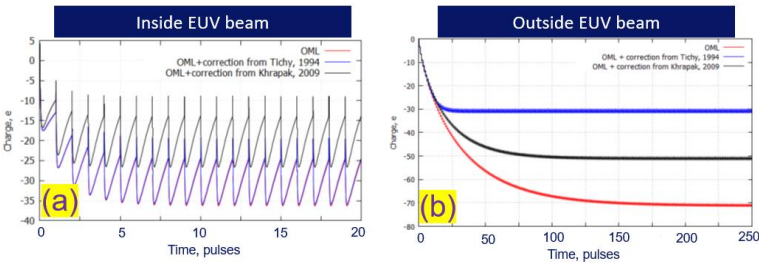 Inside EUV beam
Outside EUV beam
OML
OML+correction from Tichy, 1994
OML+correction from Khrapak, 2009
Charge, e
5
0
-5
-10
-15
-20
-25
-30
-35
-40
(a)
0
5
10
15
20
Time, pulses
OML
OML + correction from Tichy, 1994
OML + correction from Khrapak, 2009
Charge, e
0
-10
-20
-30
-40
-50
-60
-70
-80
(b)
0
50
75
150
175
225
250
Time, pulses